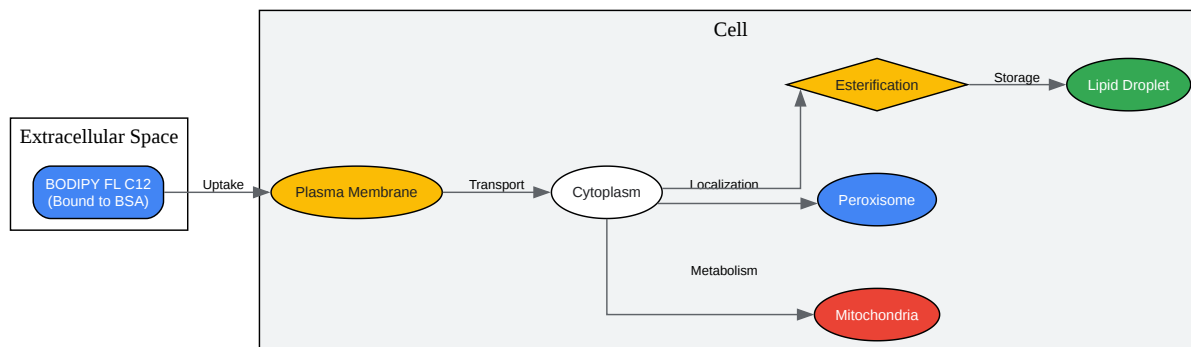 Cell
Extracellular Space
BODIPY FL C12
(Bound to BSA)
Uptake
Plasma Membrane
Transport
Cytoplasm
Localization
Esterification
Storage
Lipid Droplet
Peroxisome
Metabolism
Mitochondria